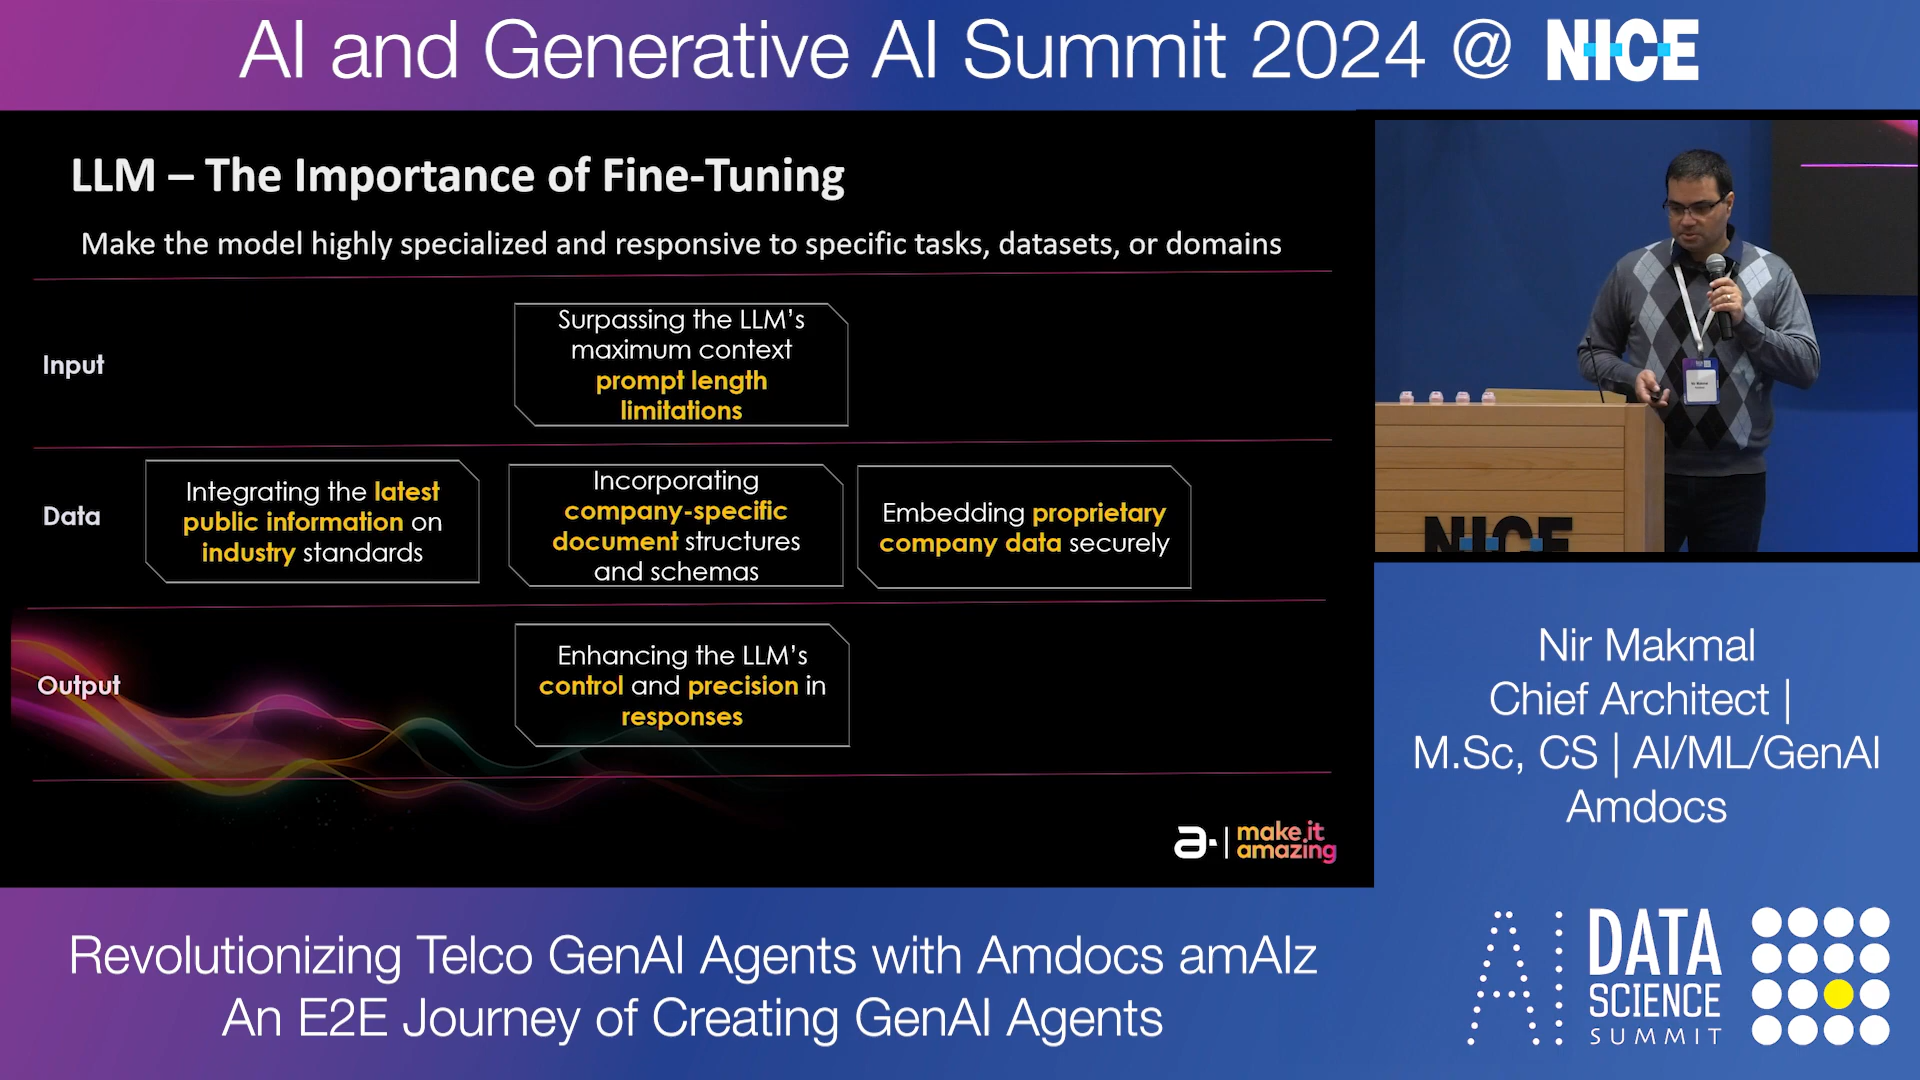 AI and Generative AI Summit 2024 @ NICE
LLM – The Importance of Fine-Tuning
Make the model highly specialized and responsive to specific tasks, datasets, or domains
Input
Surpassing the LLM's
maximum context
prompt length
limitations
Data
Integrating the latest
public information on
industry standards
Incorporating
company-specific
document structures
and schemas
Embedding proprietary
company data securely
Output
Enhancing the LLM's
control and precision in
responses
a. | make it
amazing
NICE
Nir Makmal
Chief Architect |
M.Sc, CS | AI/ML/GenAI
Amdocs
Revolutionizing Telco GenAI Agents with Amdocs amAIz
An E2E Journey of Creating GenAI Agents
AI
DATA
SCIENCE
SUMMIT